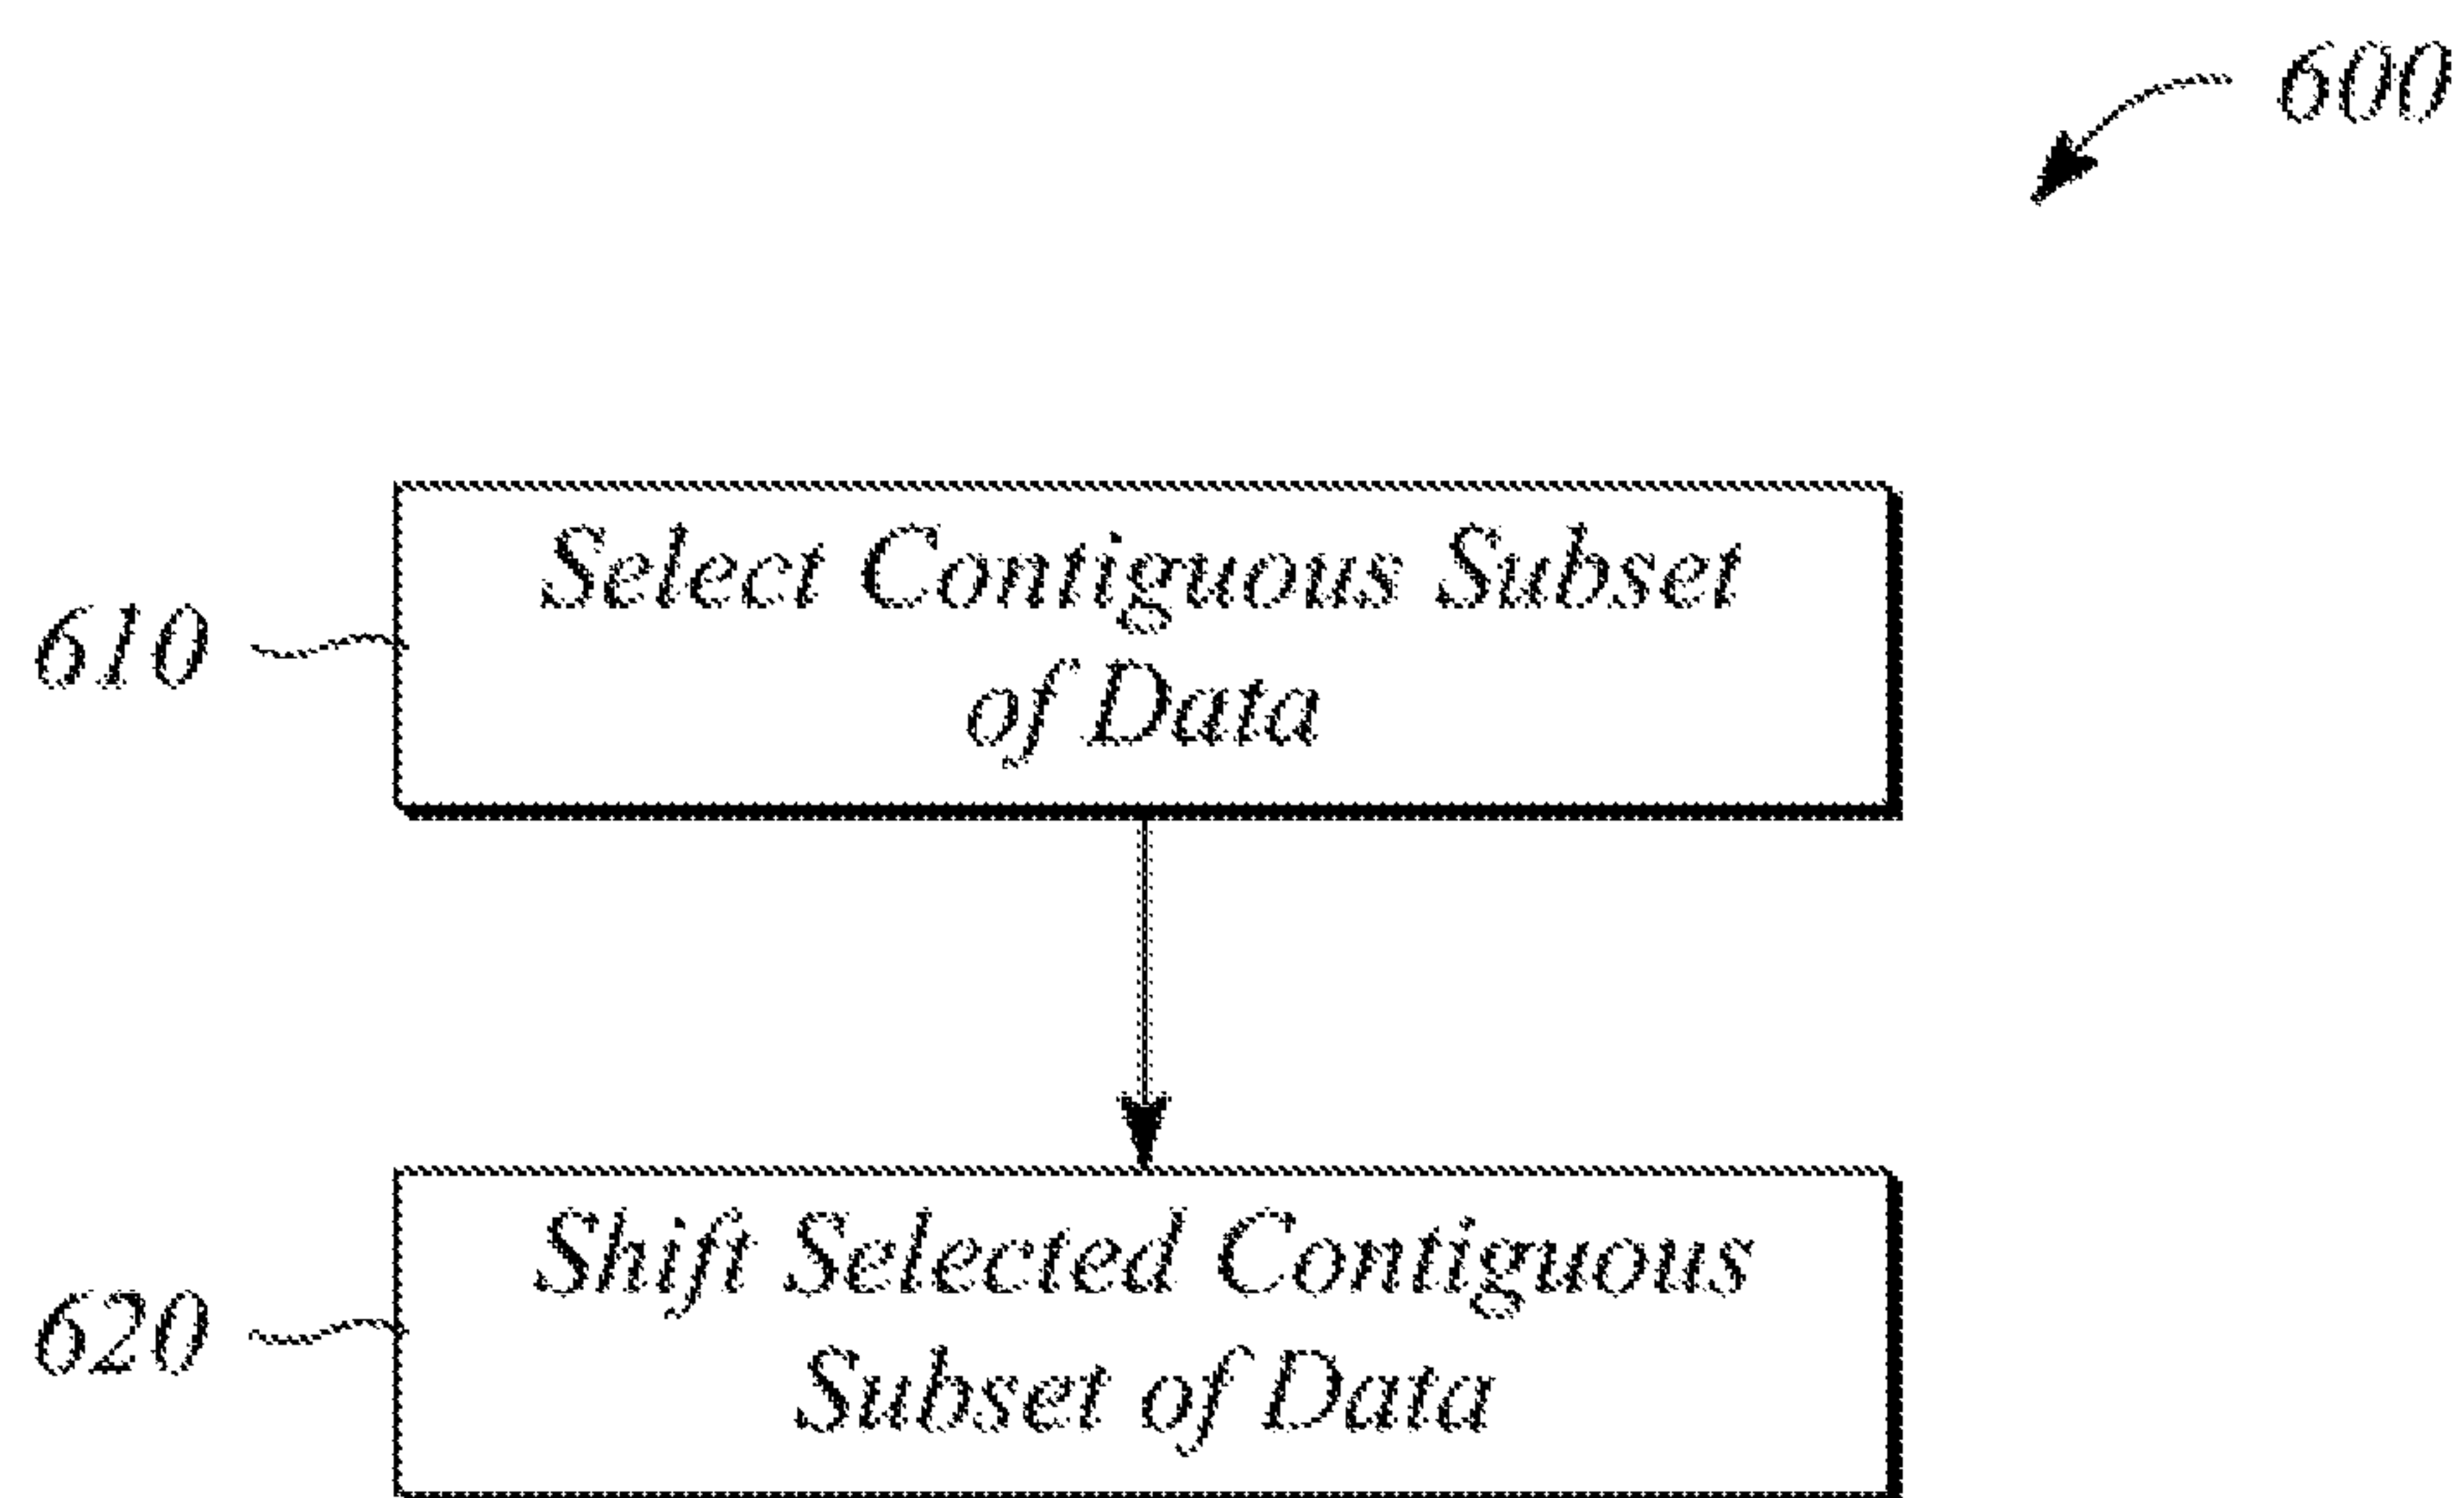 600
Select Contiguous Subset
of Data
610
Shift Selected Contiguous
Subset of Data
620